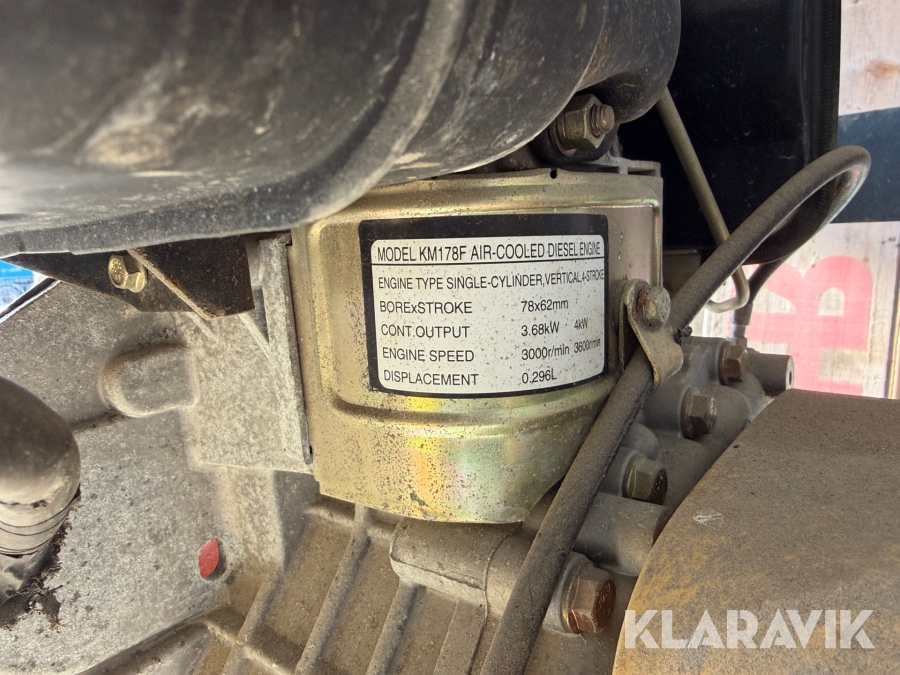 MODEL KM178F AIR-COOLED DIESEL ENGINE
ENGINE TYPE SINGLE-CYLINDER,VERTICAL,4-STROKE
BORExSTROKE 78x62mm
CONT.OUTPUT 3.68kW 4kW
ENGINE SPEED 3000r/min 3600r/min
DISPLACEMENT 0.296L
KLARAVIK